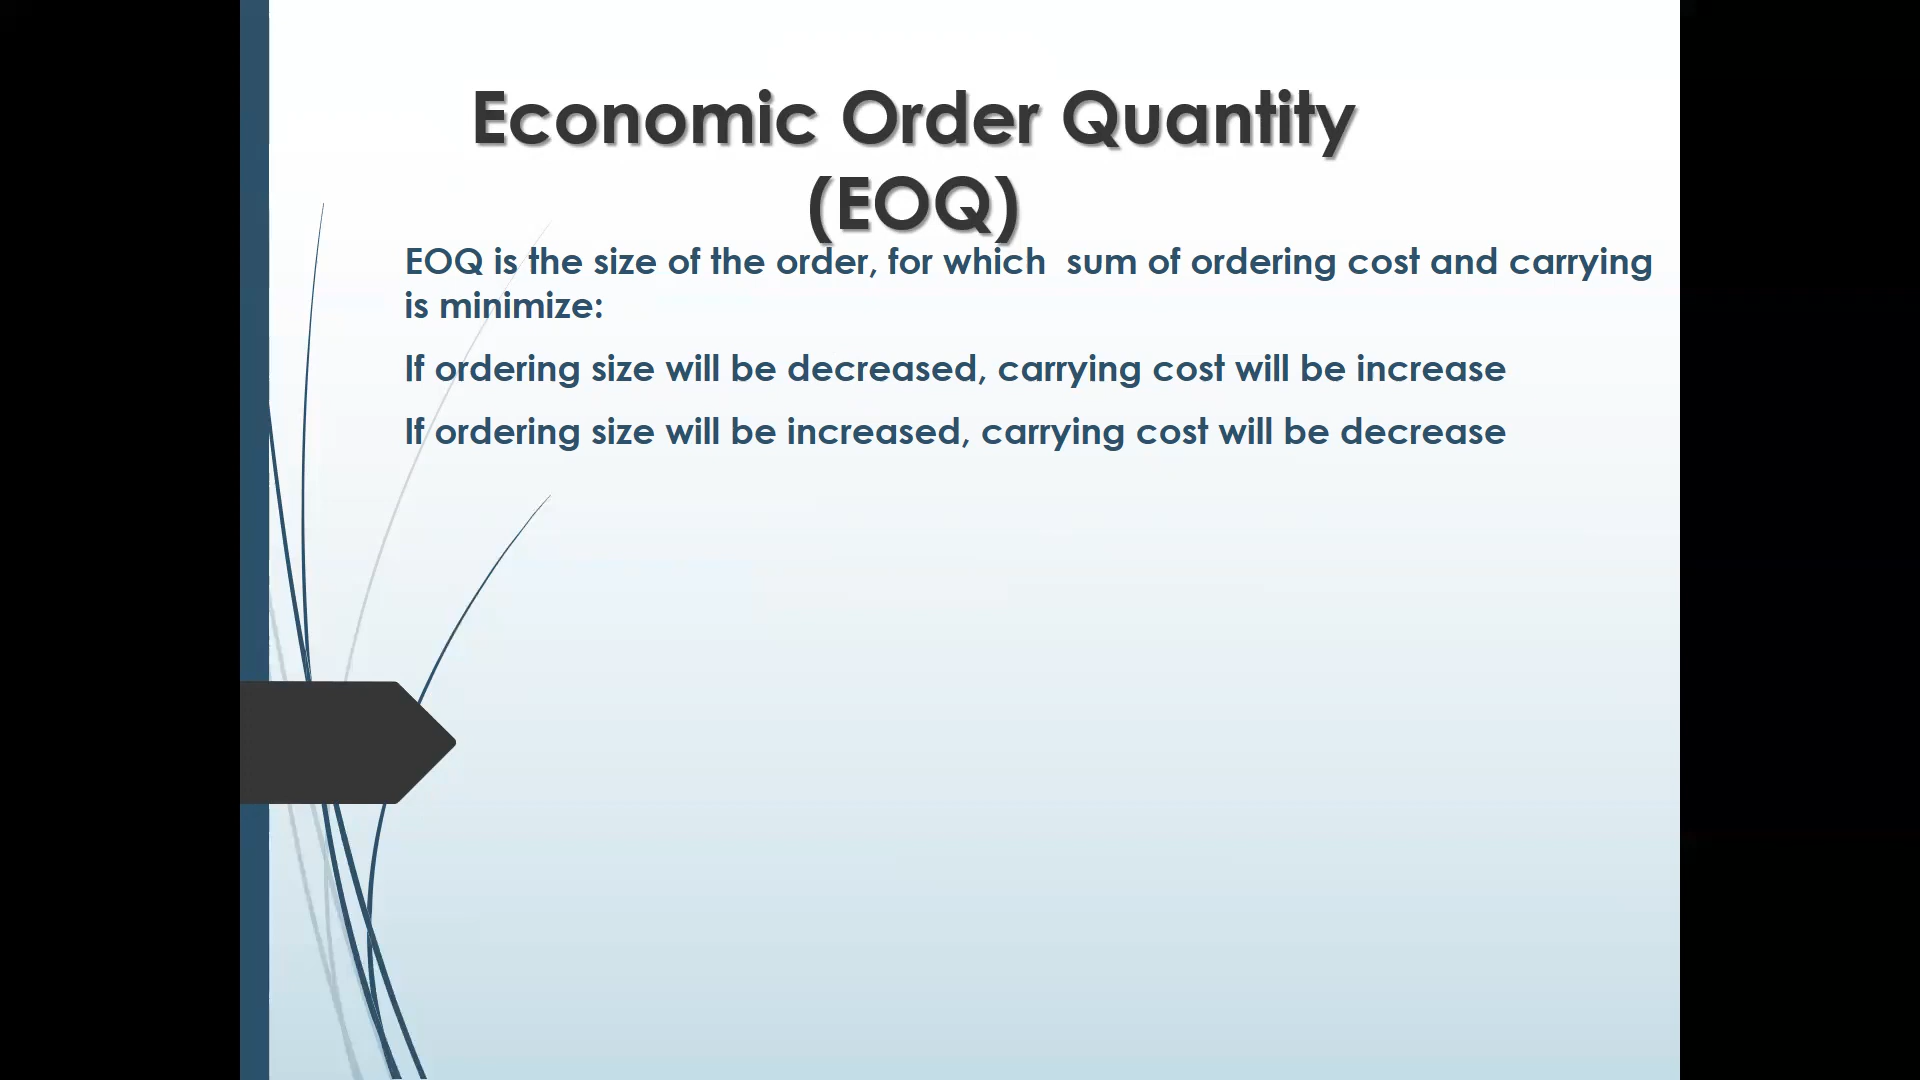 Economic Order Quantity
(EOQ)
EOQ is the size of the order, for which  sum of ordering cost and carrying
is minimize:
If ordering size will be decreased, carrying cost will be increase
If ordering size will be increased, carrying cost will be decrease